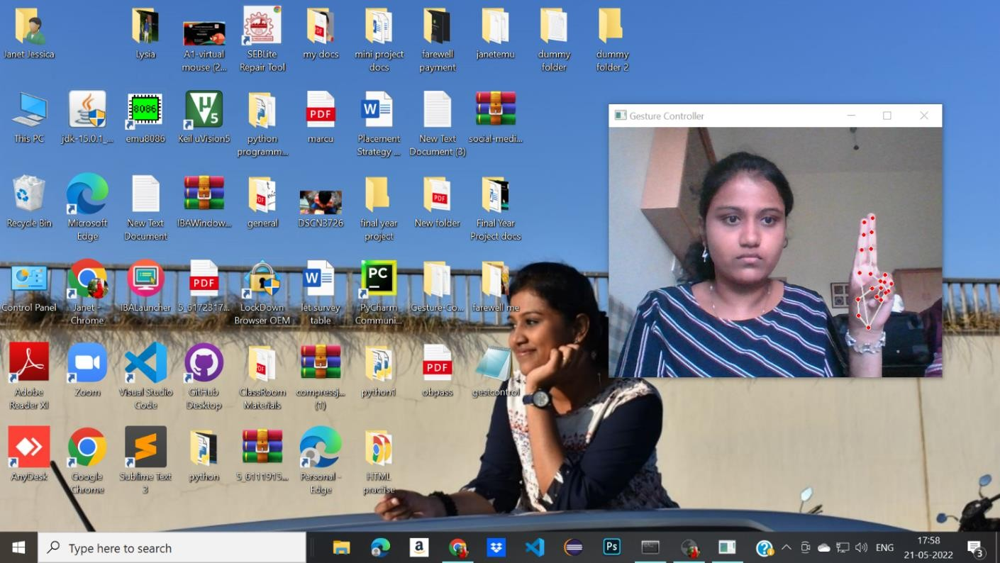 Janet Jessica
Lysia
A1-virtual
mouse (2...
SEBLite
Repair Tool
my docs
mini project
docs
farewell
payment
janetemu
dummy
folder
dummy
folder 2
8086
μ
V5
PDF
W
This PC
jdk-15.0.1_...
emu8086
Keil uVision5
python
programm...
marcu
Placement
Strategy ...
New Text
Document (3)
social-medi...
Gesture Controller
Recycle Bin
Microsoft
Edge
New Text
Document
IBAWindow...
general
DSCN3726
final year
project
New folder
Final Year
Project docs
PDF
W
PC
Control Panel
Janet -
Chrome
IBALauncher
5_6172317...
LockDown
Browser OEM
let survey
table
PyCharm
Communi...
Gesture-Co...
farewell me
PDF
Adobe
Reader XI
Zoom
Visual Studio
Code
GitHub
Desktop
ClassRoom
Materials
compressj...
(1)
python1
obpass
gestcontrol
AnyDesk
Google
Chrome
Sublime Text
3
python
5_6111915...
Personal -
Edge
HTML
practise
Type here to search
a
Ps
ENG
17:58
21-05-2022
3